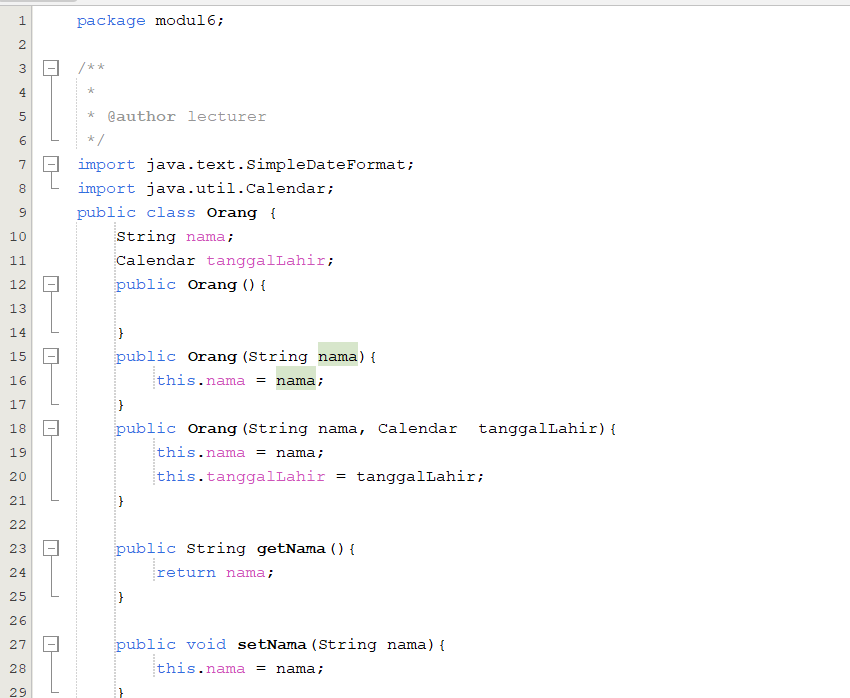 1 package modul6;
2
3 /**
4 *
5 * @author lecturer
6 */
7 import java.text.SimpleDateFormat;
8 import java.util.Calendar;
9 public class Orang {
10 String nama;
11 Calendar tanggalLahir;
12 public Orang(){
13
14 }
15 public Orang(String nama){
16 this.nama = nama;
17 }
18 public Orang(String nama, Calendar  tanggalLahir){
19 this.nama = nama;
20 this.tanggalLahir = tanggalLahir;
21 }
22
23 public String getNama(){
24 return nama;
25 }
26
27 public void setNama(String nama){
28 this.nama = nama;
29 }